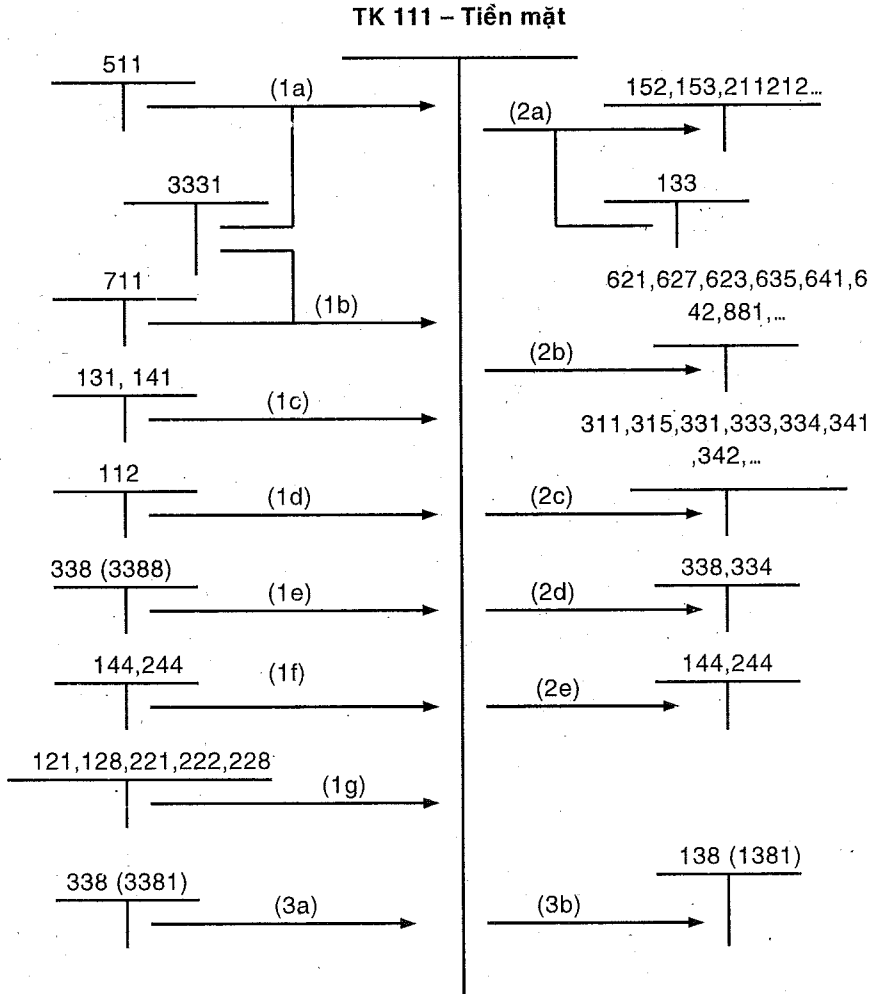 TK 111 – Tiền mặt
511
(1a)
152,153,211212...
(2a)
3331
133
711
(1b)
621,627,623,635,641,6
42,881,...
(2b)
131, 141
(1c)
311,315,331,333,334,341
,342,...
112
(1d)
(2c)
338 (3388)
(1e)
338,334
(2d)
144,244
(1f)
144,244
(2e)
121,128,221,222,228
(1g)
338 (3381)
(3a)
138 (1381)
(3b)